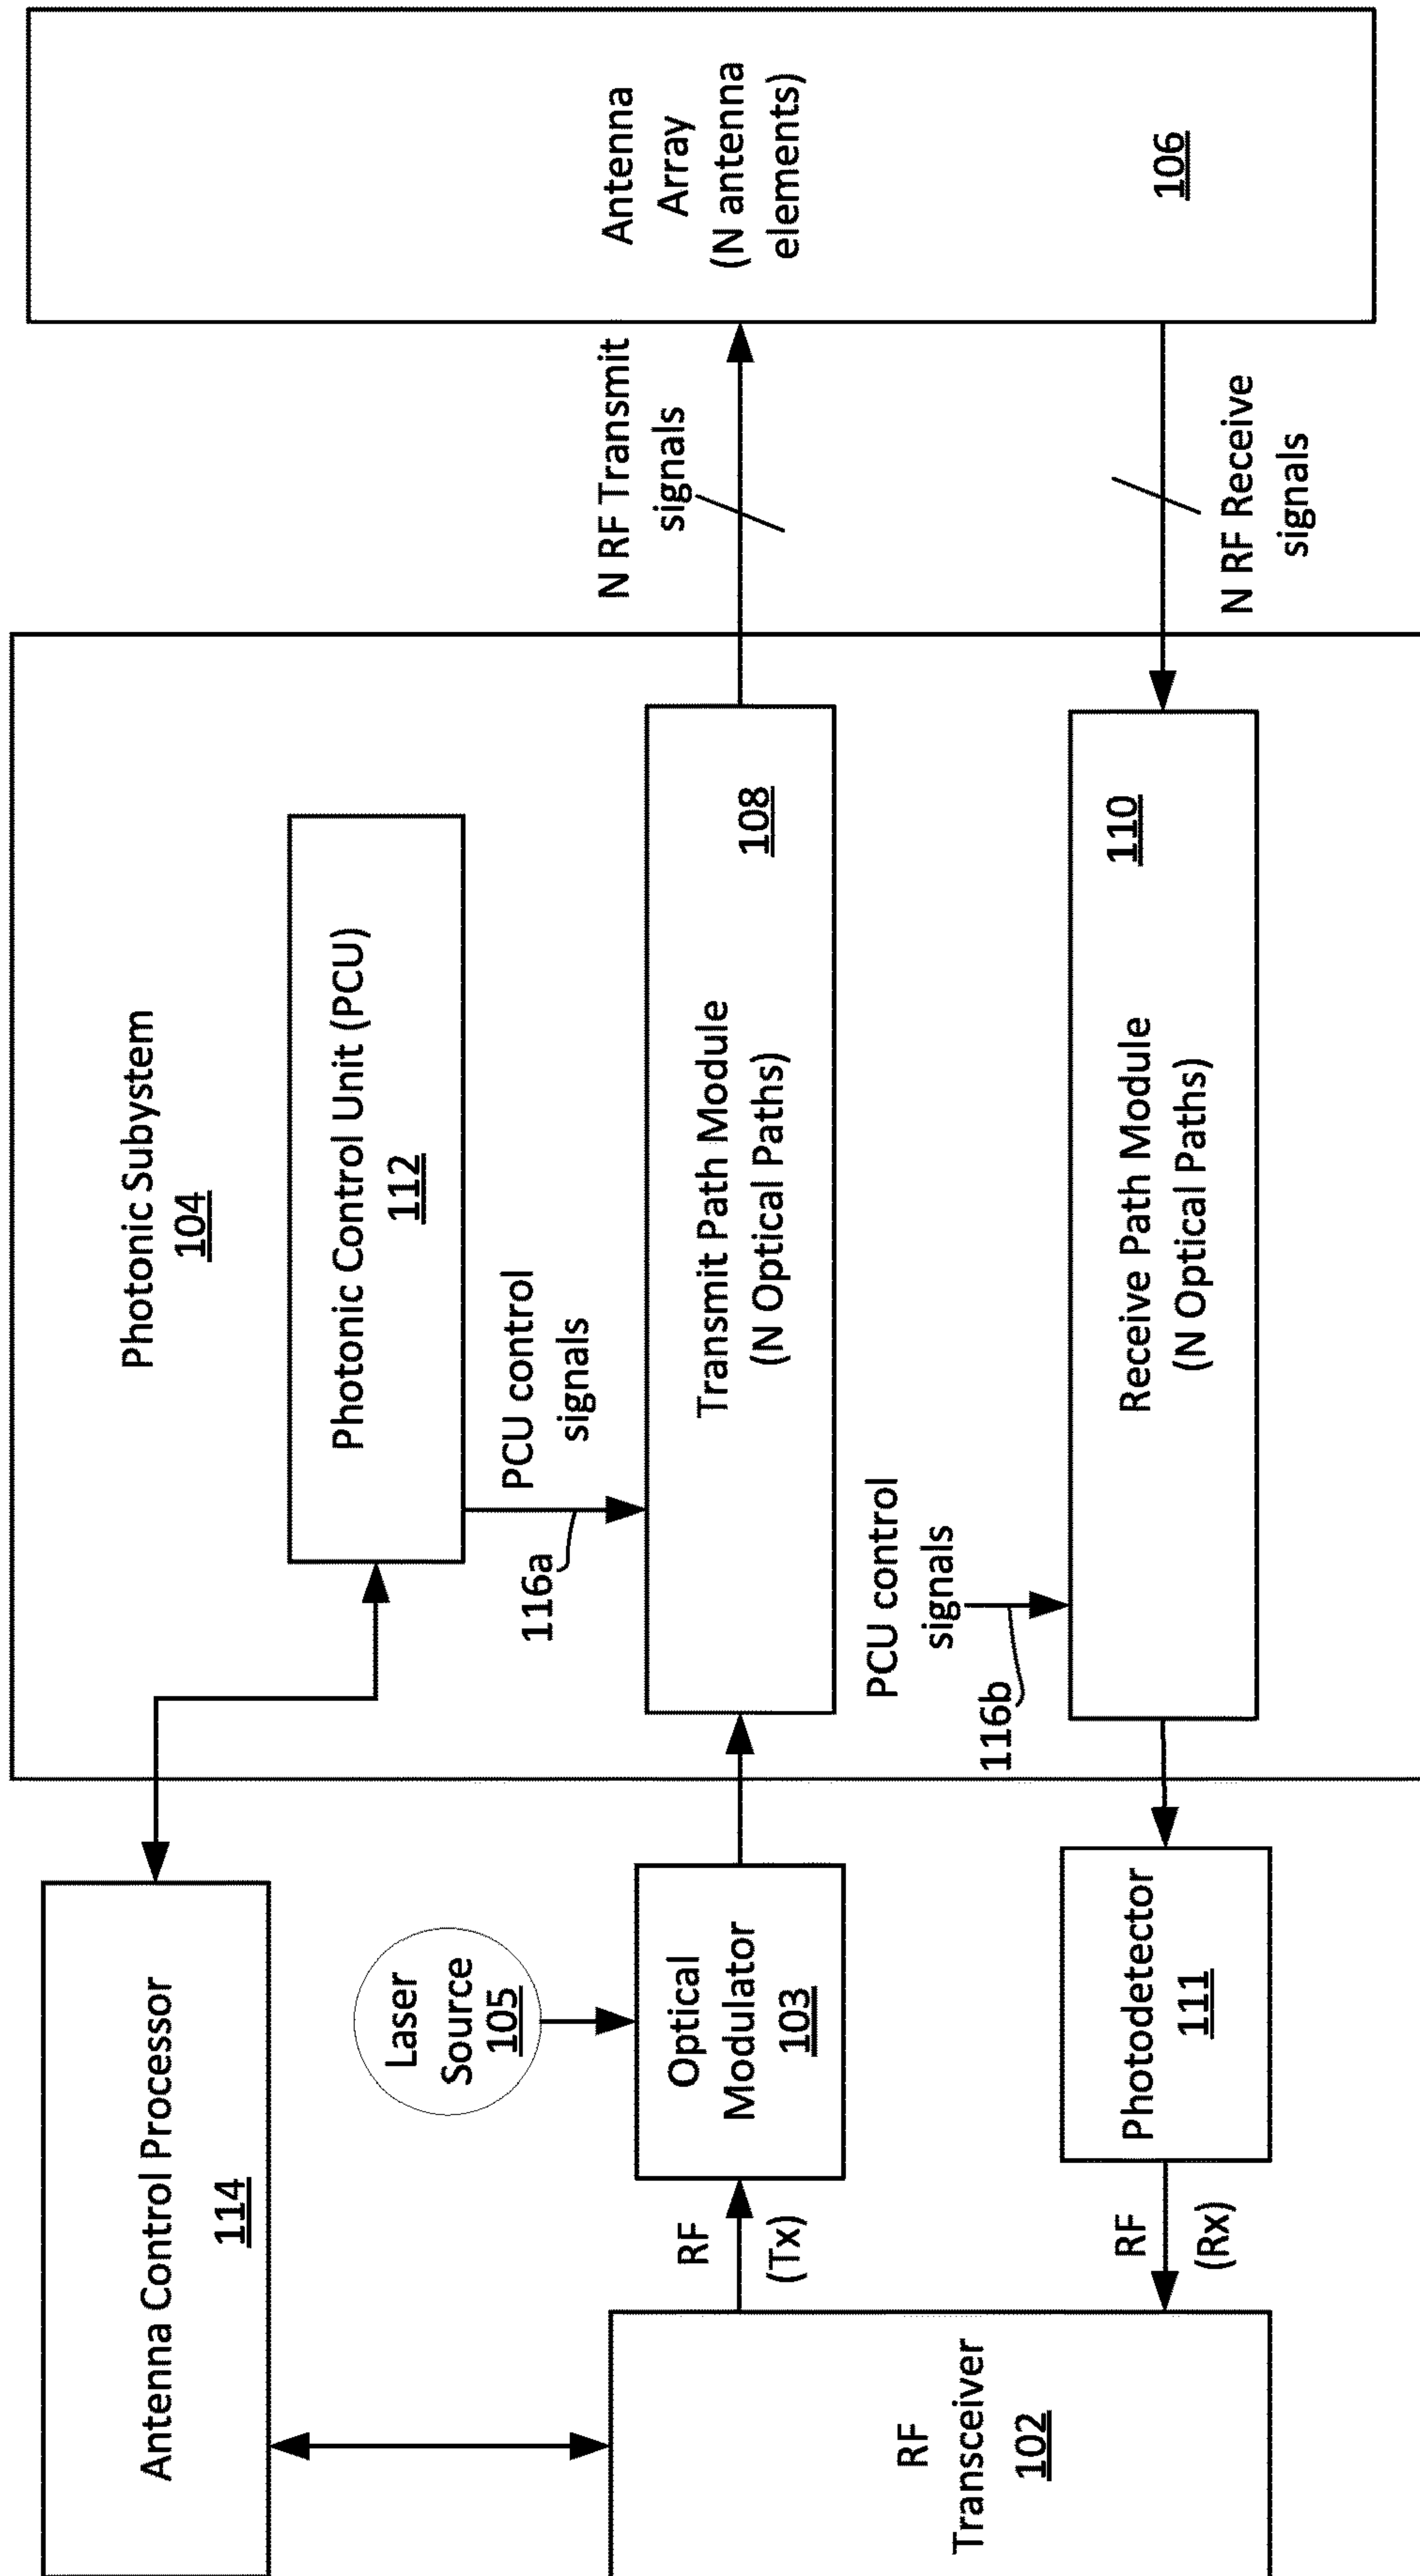 Antenna Control Processor
114
RF
Transceiver
102
RF
(Tx)
RF
(Rx)
Laser
Source
105
Optical
Modulator
103
Photodetector
111
Photonic Subystem
104
Photonic Control Unit (PCU)
112
PCU control
signals
116a
Transmit Path Module
(N Optical Paths)
108
PCU control
signals
116b
Receive Path Module
(N Optical Paths)
110
N RF Transmit
signals
N RF Receive
signals
Antenna
Array
(N antenna
elements)
106